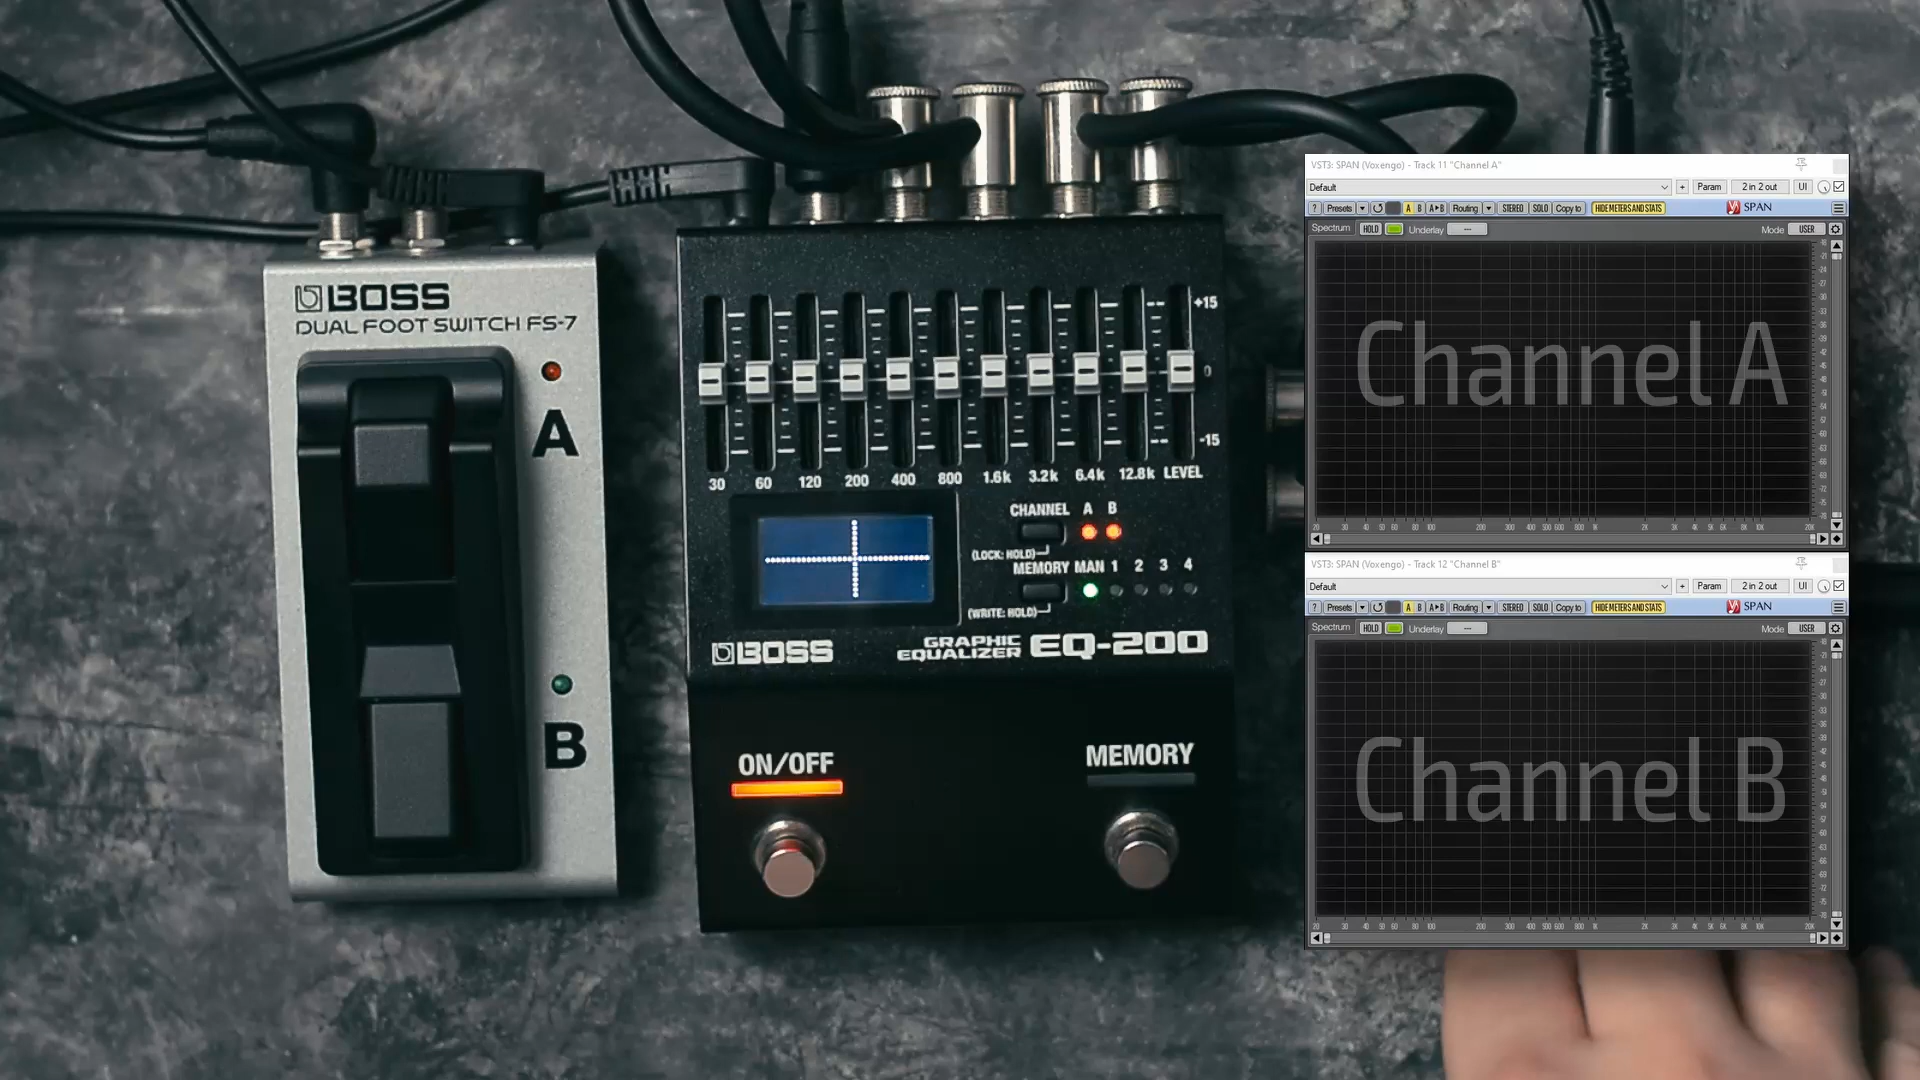 BOSS
DUAL FOOT SWITCH FS-7
A
B
+15
0
-15
30 60 120 200 400 800 1.6k 3.2k 6.4k 12.8k LEVEL
CHANNEL A B
(LOCK: HOLD)
MEMORY MAN 1 2 3 4
(WRITE: HOLD)
BOSS
GRAPHIC
EQUALIZER EQ-200
ON/OFF
MEMORY
VST3: SPAN (Voxengo) - Track 11 "Channel A"
Default + Param 2 in 2 out UI
? Presets A B A▸B Routing STEREO SOLO Copy to HIDE METERS AND STATS SPAN
Spectrum HOLD Underlay --- Mode USER
Channel A
VST3: SPAN (Voxengo) - Track 12 "Channel B"
Default + Param 2 in 2 out UI
? Presets A B A▸B Routing STEREO SOLO Copy to HIDE METERS AND STATS SPAN
Spectrum HOLD Underlay --- Mode USER
Channel B